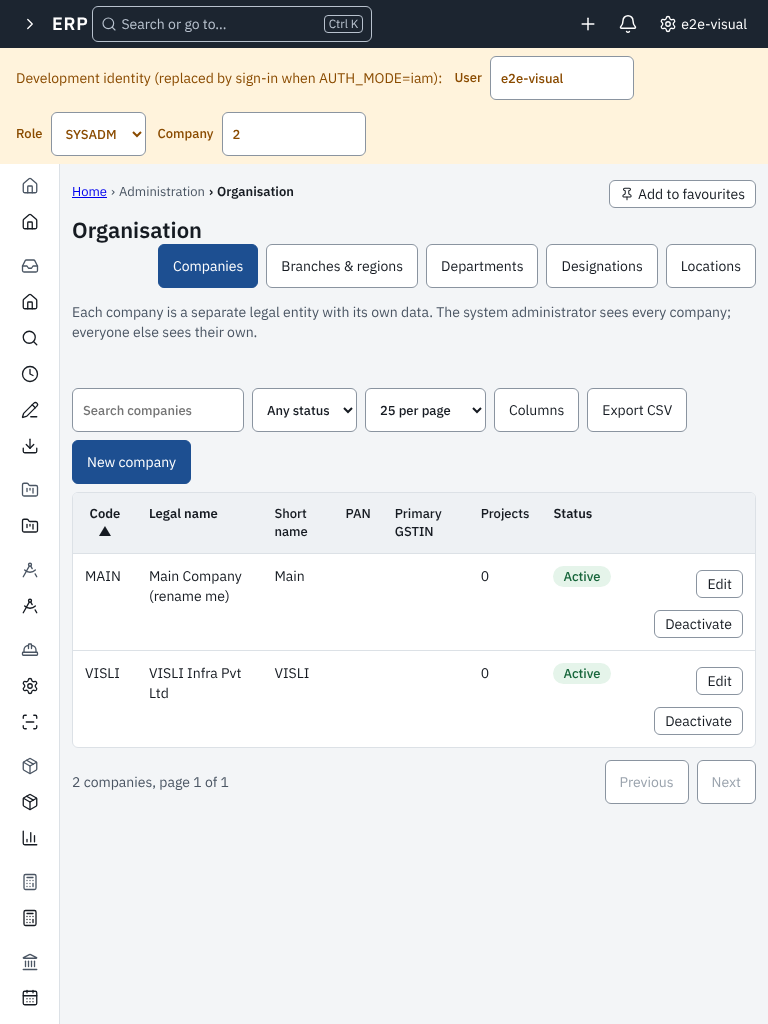 ERP
Search or go to... Ctrl K
e2e-visual
Development identity (replaced by sign-in when AUTH_MODE=iam): User e2e-visual
Role SYSADM Company 2
Home › Administration › Organisation
Add to favourites
Organisation
Companies Branches & regions Departments Designations Locations
Each company is a separate legal entity with its own data. The system administrator sees every company;
everyone else sees their own.
Search companies Any status 25 per page Columns Export CSV
New company
Code ▲ Legal name Short name PAN Primary GSTIN Projects Status
MAIN Main Company (rename me) Main 0 Active Edit
Deactivate
VISLI VISLI Infra Pvt Ltd VISLI 0 Active Edit
Deactivate
2 companies, page 1 of 1 Previous Next